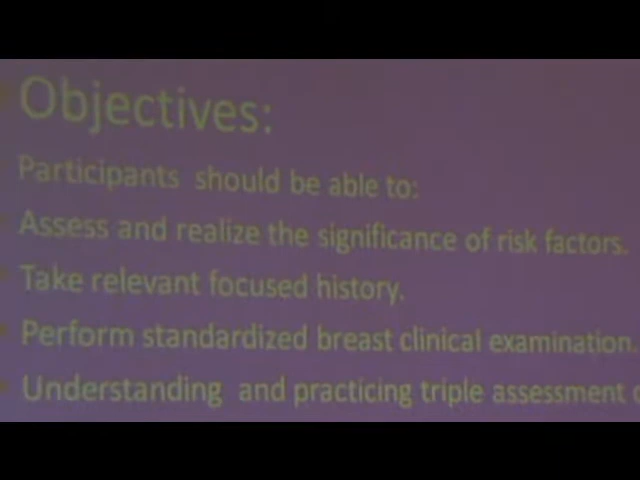 Objectives:
Participants should be able to:
Assess and realize the significance of risk factors.
Take relevant focused history.
Perform standardized breast clinical examination.
Understanding and practicing triple assessment